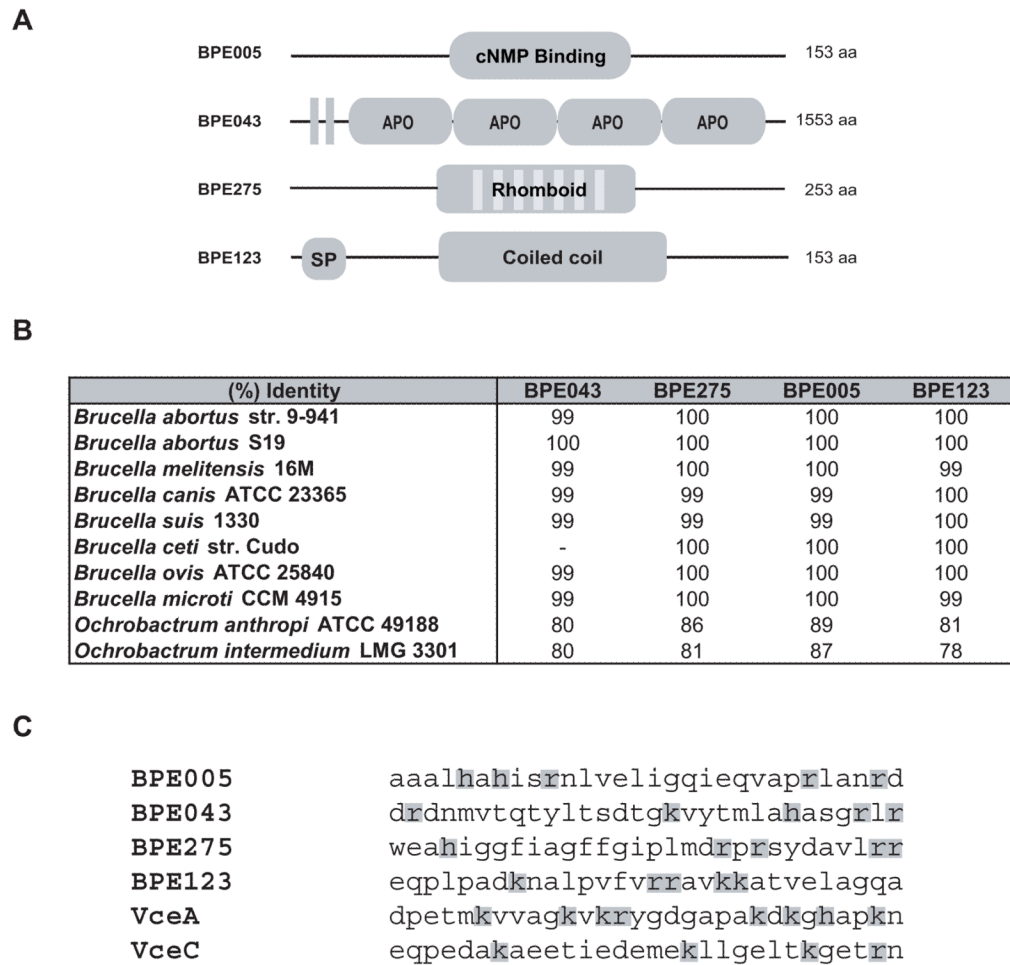 A
BPE005 cNMP Binding 153 aa
BPE043 APO APO APO APO 1553 aa
BPE275 Rhomboid 253 aa
BPE123 SP Coiled coil 153 aa
B
(%) Identity BPE043 BPE275 BPE005 BPE123
Brucella abortus str. 9-941 99 100 100 100
Brucella abortus S19 100 100 100 100
Brucella melitensis 16M 99 100 100 99
Brucella canis ATCC 23365 99 99 99 100
Brucella suis 1330 99 99 99 100
Brucella ceti str. Cudo - 100 100 100
Brucella ovis ATCC 25840 99 100 100 100
Brucella microti CCM 4915 99 100 100 99
Ochrobactrum anthropi ATCC 49188 80 86 89 81
Ochrobactrum intermedium LMG 3301 80 81 87 78
C
BPE005 aaalhahisrnlveligqieqvaprlanrd
BPE043 drdnmvtqtyltsdtgkvytmlahasgrlr
BPE275 weahiggfiagffgiplmdrprsydavlrr
BPE123 eqplpadknalpvfvrravkkatvelagqa
VceA dpetmkvvagkvkrygdgapakdkghapkn
VceC eqpedakaeetiedemekllgeltkgetrn